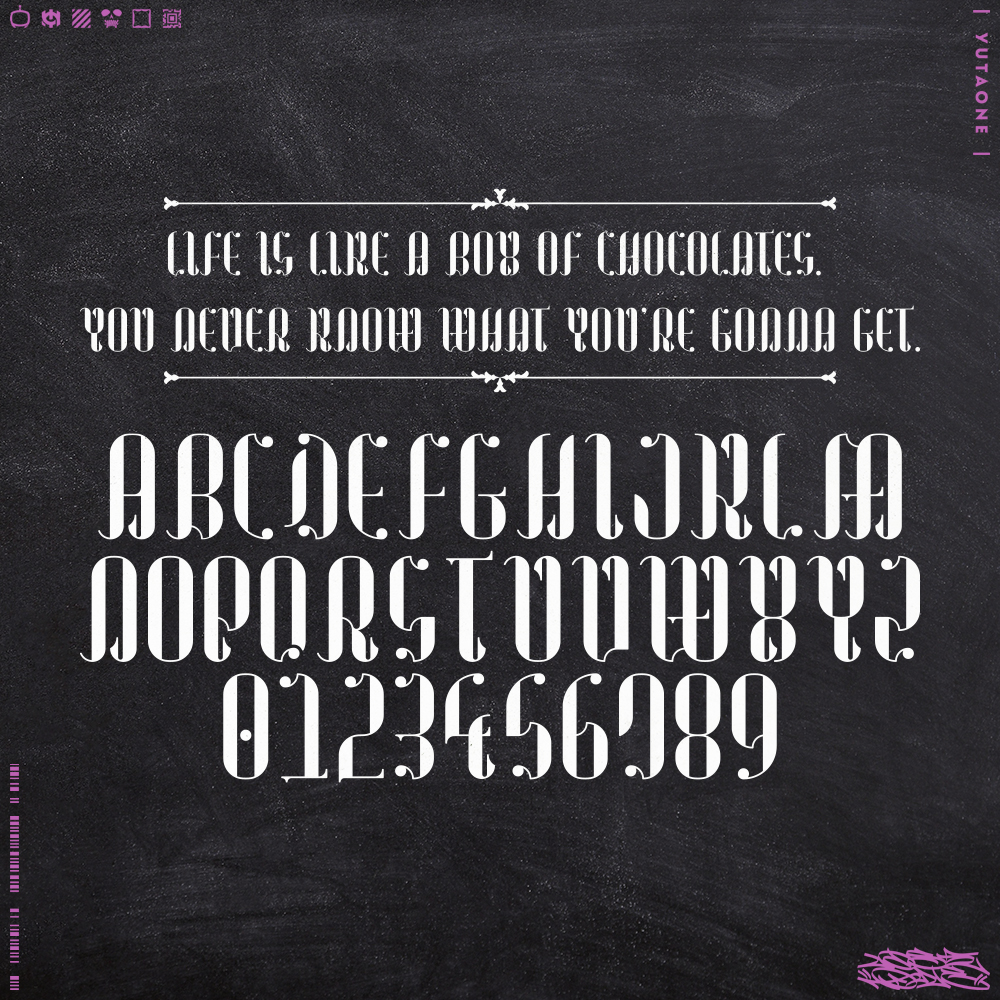 YUTAONE
LIFE IS LIKE A BOX OF CHOCOLATES.
YOU NEVER KNOW WHAT YOU'RE GONNA GET.
ABCDEFGHIJKLM
NOPQRSTUVWXYZ
0123456789